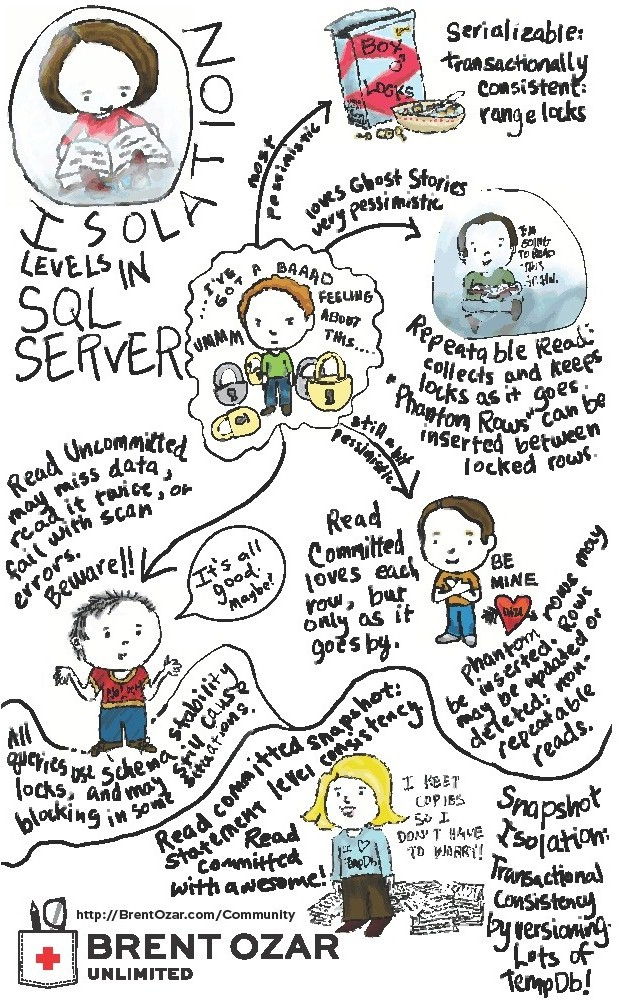 ISOLATION
LEVELS IN
SQL
SERVER
most
pessimistic
BOX
OF
LOCKS
Serializable:
transactionally
consistent:
range locks
loves Ghost Stories
very pessimistic
I'M
GOING
TO READ
THIS
AGAIN.
Repeatable Read:
collects and keeps
locks as it goes.
"Phantom Rows" can be
inserted between
locked rows.
...I'VE
GOT A BAAAD
FEELING
ABOUT
THIS....
UMMM
still a bit
pessimistic
Read
Committed
loves each
row, but
only as it
goes by.
BE
MINE
DATA
phantom rows may
be inserted. Rows
may be updated or
deleted: non-
repeatable
reads.
Read Uncommitted
may miss data,
read it twice, or
fail with scan
errors.
Beware!!
It's all
good.
Maybe?
All
queries use schema stability
locks, and may still cause
blocking in some situations.
Read committed snapshot:
statement level consistency
Read
committed
with awesome!
I KEEP
COPIES
SO I
DON'T HAVE
TO WORRY!
I ♥
TempDb!
Snapshot
Isolation:
Transactional
consistency
by versioning.
Lots of
TempDb!
http://BrentOzar.com/Community
BRENT OZAR
UNLIMITED